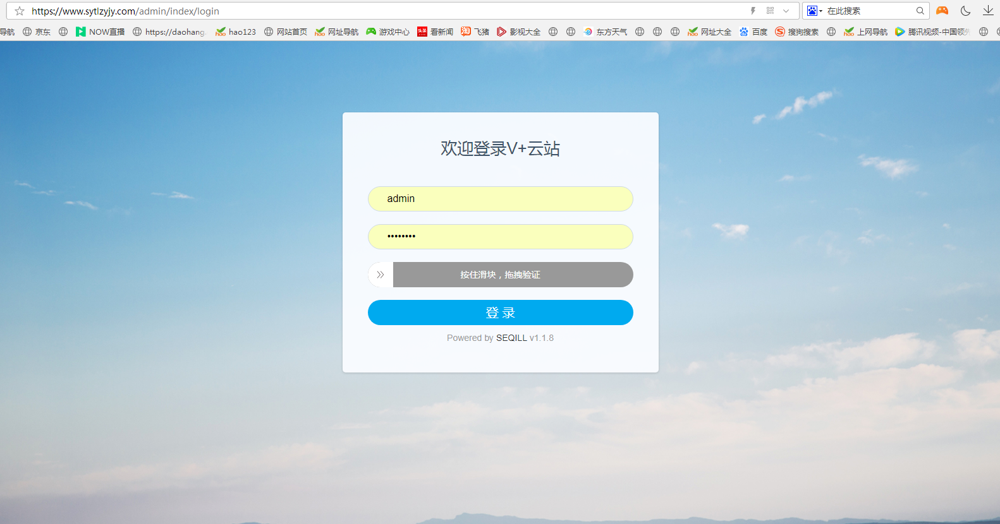 https://www.sytlzyjy.com/admin/index/login
在此搜索
导航 京东 NOW直播 https://daohang. hao123 网站首页 网址导航 游戏中心 头条 看新闻 飞猪 影视大全 东方天气 网址大全 百度 搜狗搜索 上网导航 腾讯视频-中国领先
欢迎登录V+云站
admin
••••••••
按住滑块，拖拽验证
登 录
Powered by SEQILL v1.1.8